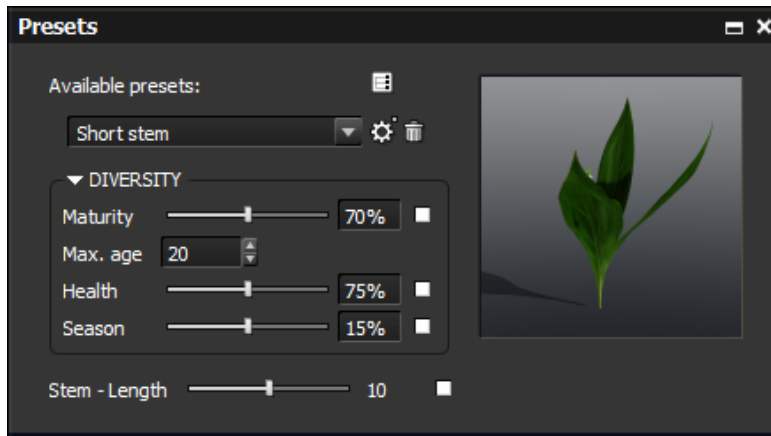 Presets
Available presets:
Short stem
DIVERSITY
Maturity 70%
Max. age 20
Health 75%
Season 15%
Stem - Length 10